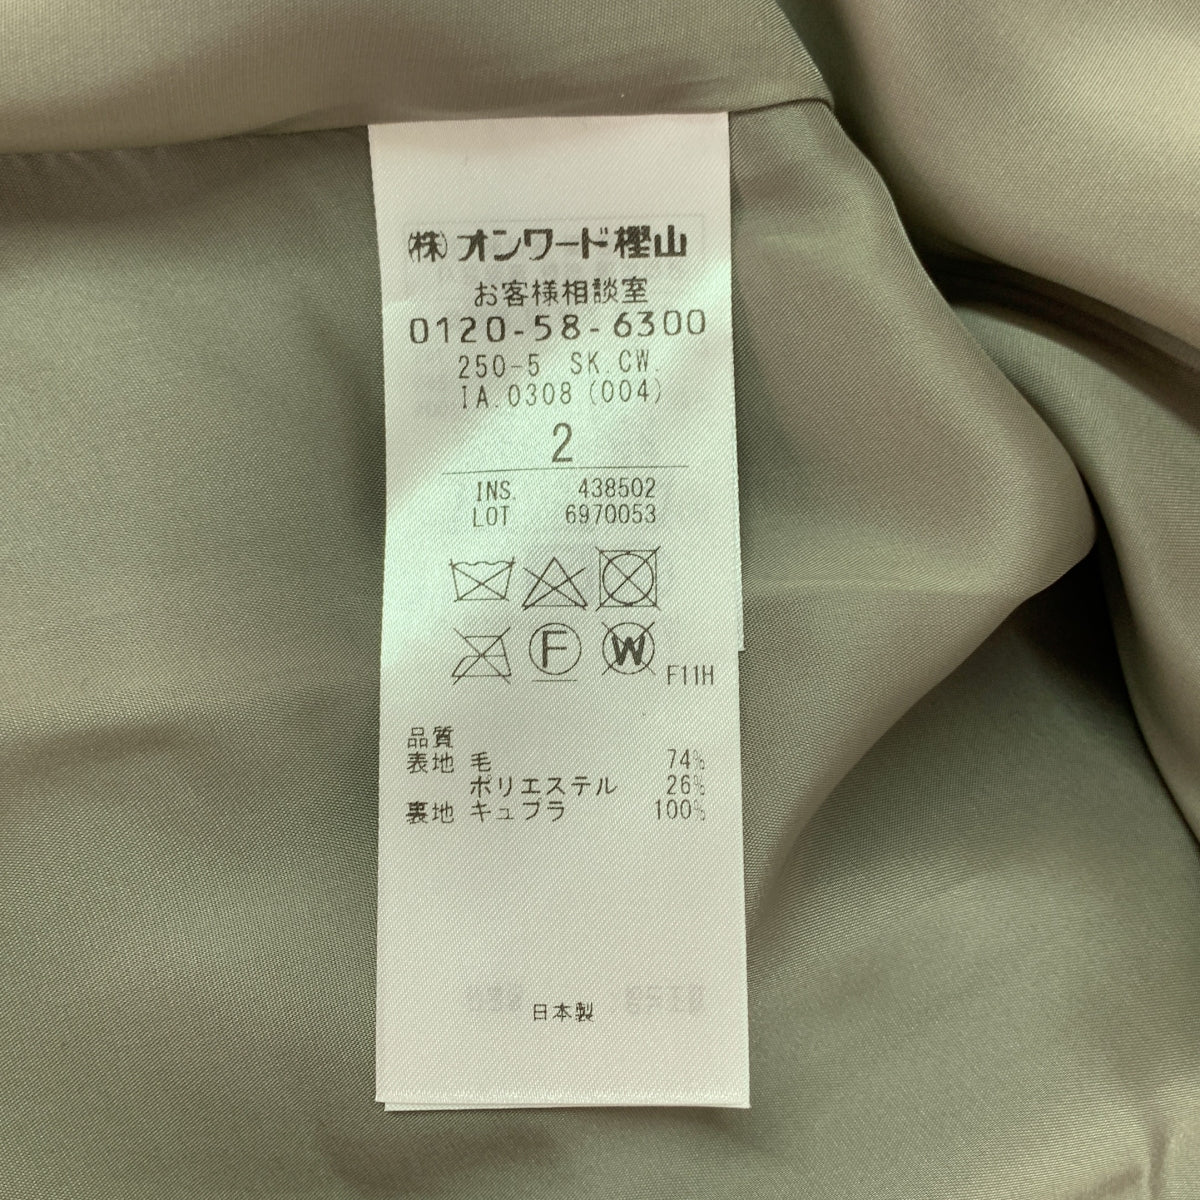 ㈱オンワード樫山
お客様相談室
0120-58-6300
250-5 SK.CW.
IA.0308(004)
2
INS. 438502
LOT 6970053
F W F11H
品質
表地 毛 74%
ポリエステル 26%
裏地 キュプラ 100%
日本製